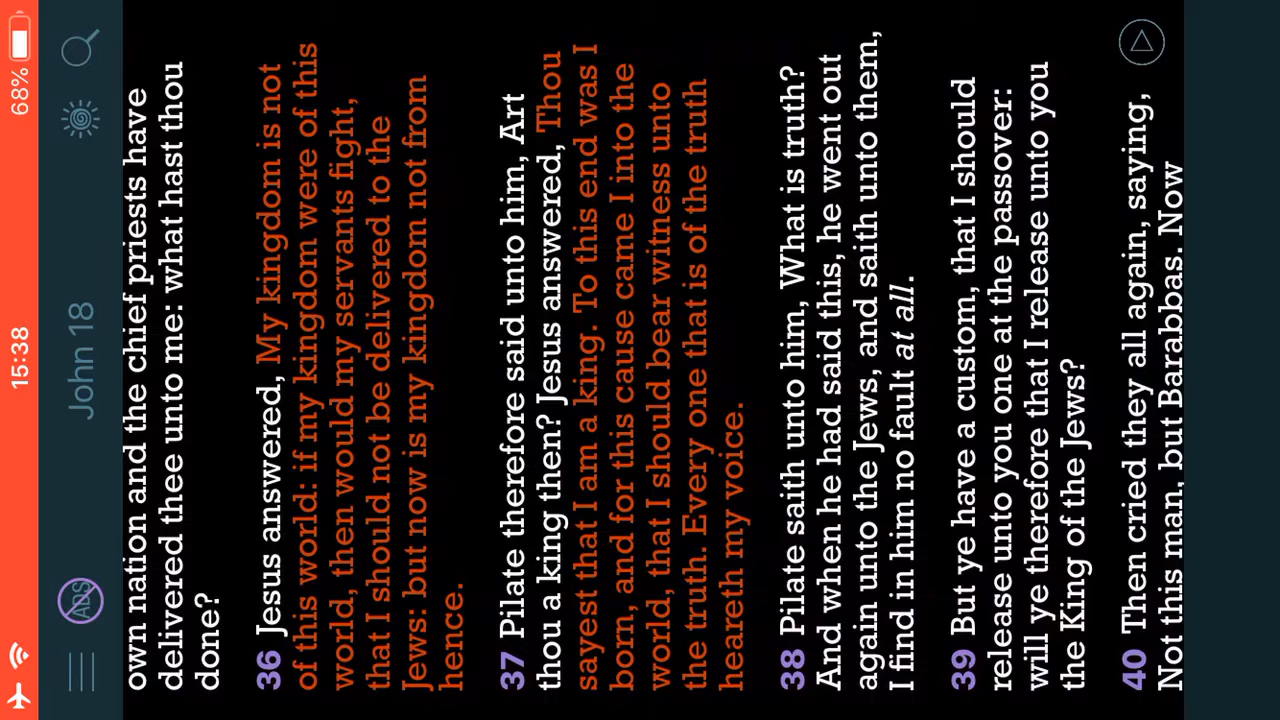 15:38
68%
ADS
John 18
own nation and the chief priests have
delivered thee unto me: what hast thou
done?
36 Jesus answered, My kingdom is not
of this world: if my kingdom were of this
world, then would my servants fight,
that I should not be delivered to the
Jews: but now is my kingdom not from
hence.
37 Pilate therefore said unto him, Art
thou a king then? Jesus answered, Thou
sayest that I am a king. To this end was I
born, and for this cause came I into the
world, that I should bear witness unto
the truth. Every one that is of the truth
heareth my voice.
38 Pilate saith unto him, What is truth?
And when he had said this, he went out
again unto the Jews, and saith unto them,
I find in him no fault at all.
39 But ye have a custom, that I should
release unto you one at the passover:
will ye therefore that I release unto you
the King of the Jews?
40 Then cried they all again, saying,
Not this man, but Barabbas. Now